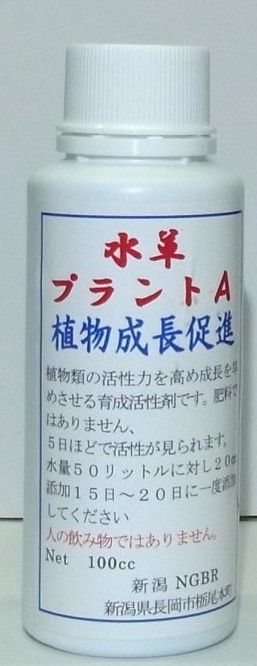 水草
プラントA
植物成長促進
植物類の活性力を高め成長を早
めさせる育成活性剤です。肥料で
はありません、
5日ほどで活性が見られます。
水量50リットルに対し20cc
添加15日〜20日に一度添加
してください
人の飲み物ではありません。
Net 100cc
新潟 NGBR
新潟県長岡市栃尾本町